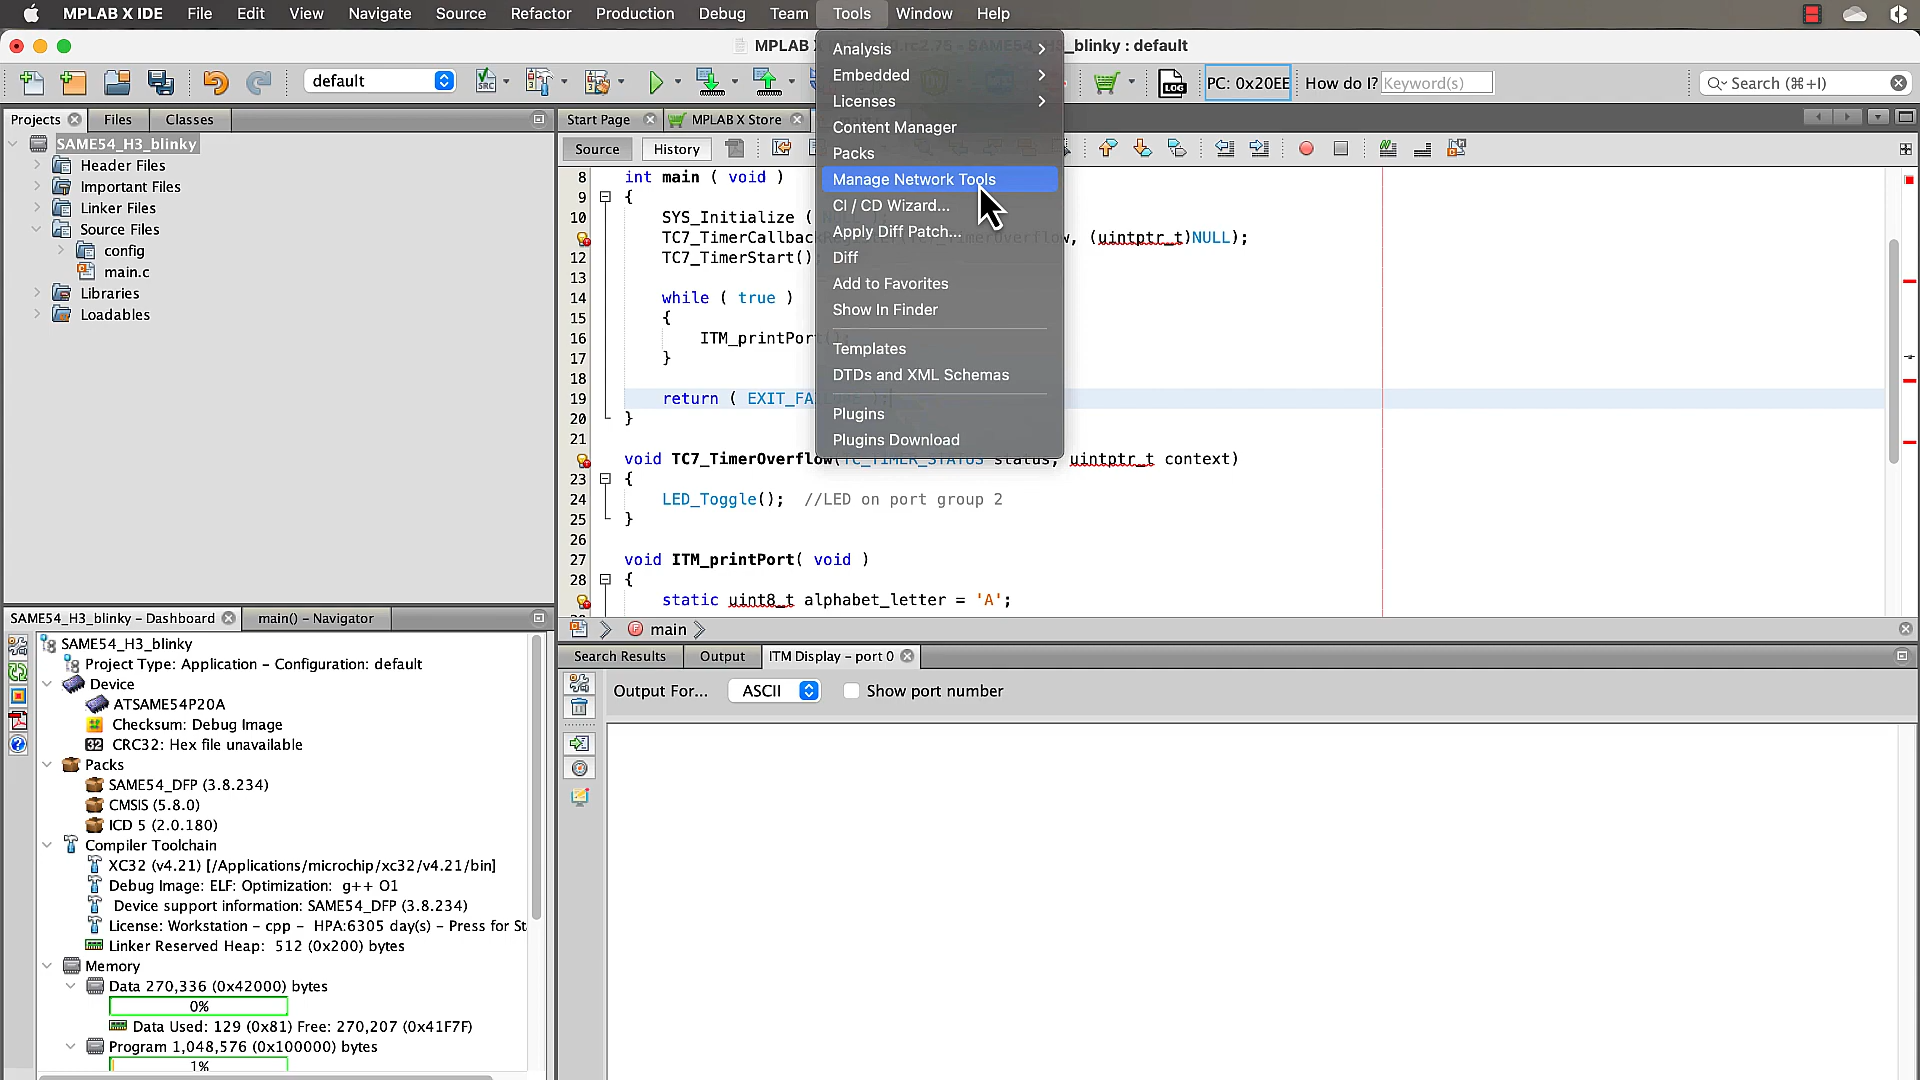 MPLAB X IDE File Edit View Navigate Source Refactor Production Debug Team Tools Window Help
MPLAB X
rc2.75 - SAME54_H3_blinky : default
default
PC: 0x20EE
How do I? Keyword(s)
Search (⌘+I)
Projects Files Classes
SAME54_H3_blinky
Header Files
Important Files
Linker Files
Source Files
config
main.c
Libraries
Loadables
Start Page MPLAB X Store
Source History
8 int main ( void )
9 {
10 SYS_Initialize (
TC7_TimerCallback , (uintptr_t)NULL);
12 TC7_TimerStart();
13
14 while ( true )
15 {
16 ITM_printPort();
17 }
18
19 return ( EXIT_FA
20 }
21
void TC7_TimerOverflow(TC_TIMER_STATUS status, uintptr_t context)
23 {
24 LED_Toggle(); //LED on port group 2
25 }
26
27 void ITM_printPort( void )
28 {
static uint8_t alphabet_letter = 'A';
Analysis
Embedded
Licenses
Content Manager
Packs
Manage Network Tools
CI / CD Wizard...
Apply Diff Patch...
Diff
Add to Favorites
Show In Finder
Templates
DTDs and XML Schemas
Plugins
Plugins Download
main
SAME54_H3_blinky - Dashboard main() - Navigator
SAME54_H3_blinky
Project Type: Application - Configuration: default
Device
ATSAME54P20A
Checksum: Debug Image
32 CRC32: Hex file unavailable
Packs
SAME54_DFP (3.8.234)
CMSIS (5.8.0)
ICD 5 (2.0.180)
Compiler Toolchain
XC32 (v4.21) [/Applications/microchip/xc32/v4.21/bin]
Debug Image: ELF: Optimization: g++ O1
Device support information: SAME54_DFP (3.8.234)
License: Workstation - cpp - HPA:6305 day(s) - Press for St
Linker Reserved Heap: 512 (0x200) bytes
Memory
Data 270,336 (0x42000) bytes
0%
Data Used: 129 (0x81) Free: 270,207 (0x41F7F)
Program 1,048,576 (0x100000) bytes
1%
Search Results Output ITM Display - port 0
Output For... ASCII Show port number